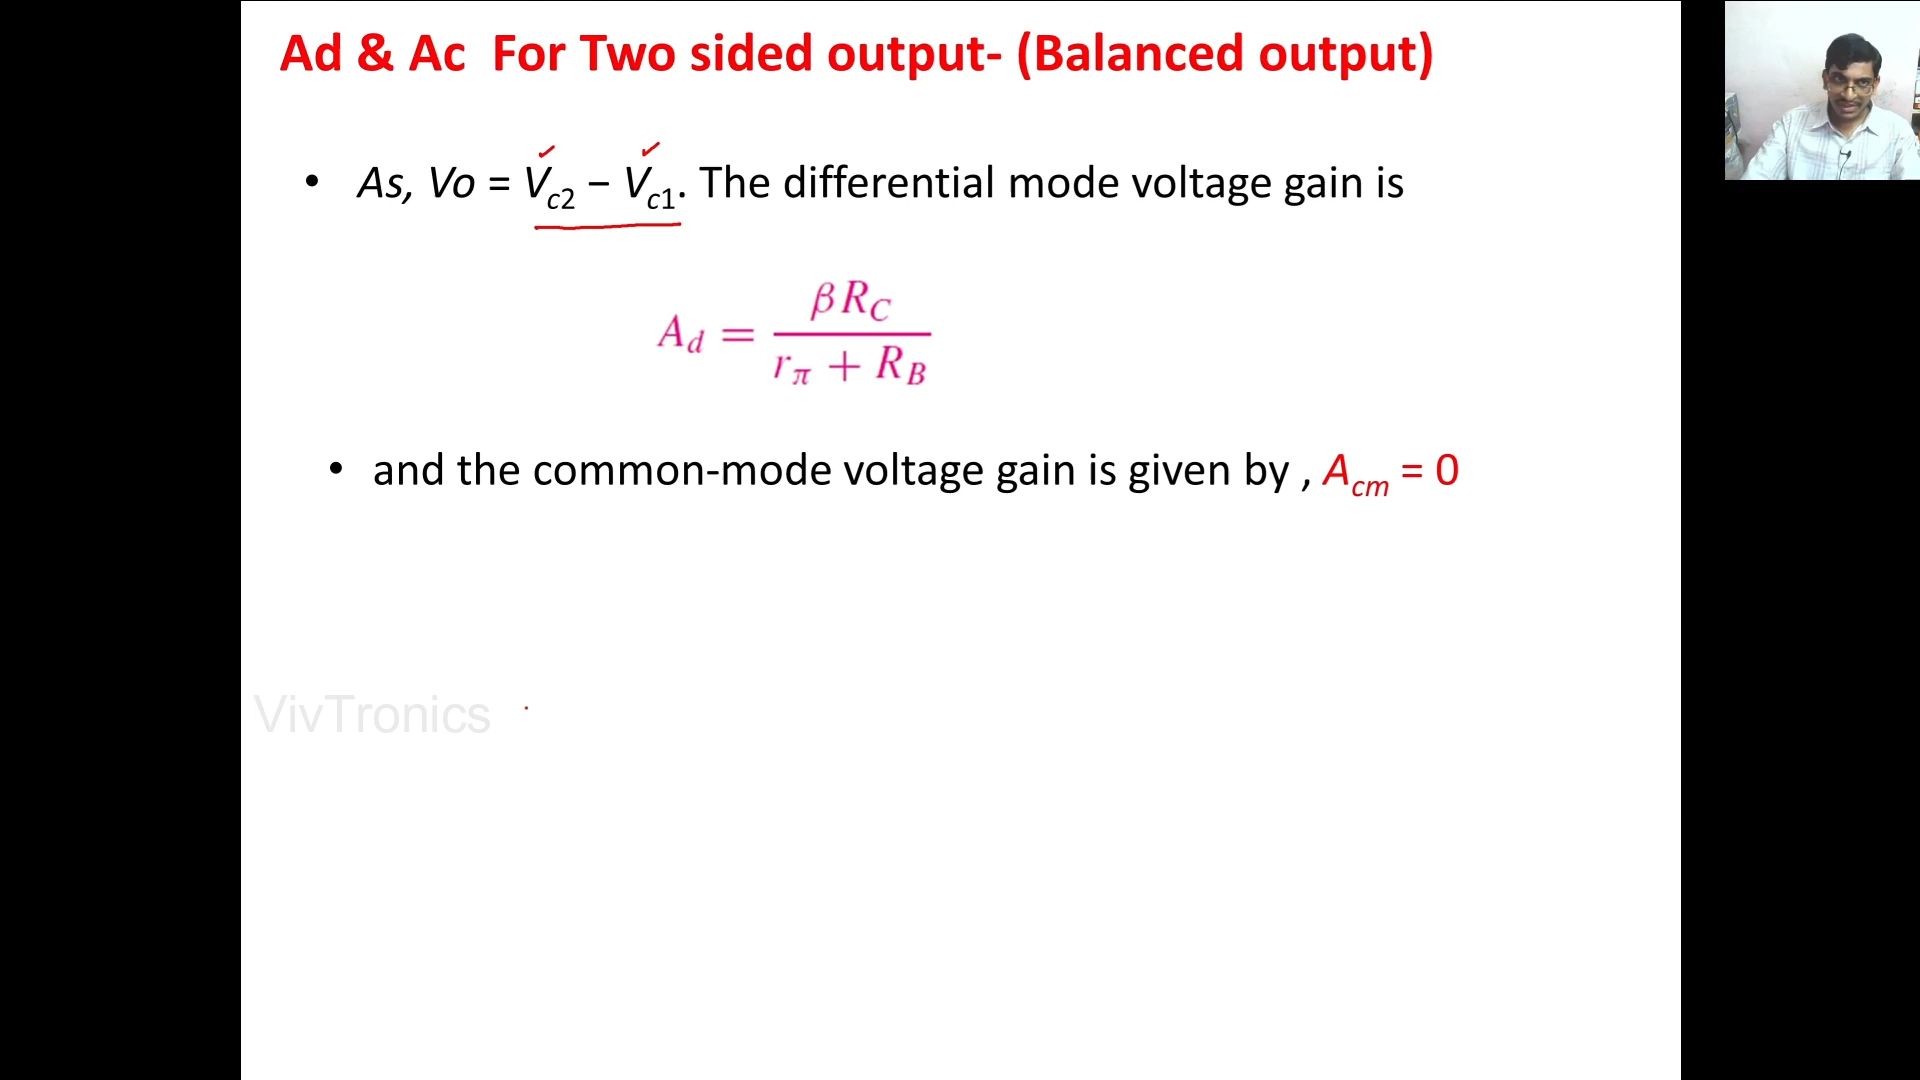 Ad & Ac For Two sided output- (Balanced output)
• As, Vo = Vc2 − Vc1. The differential mode voltage gain is
Ad = βRC / (rπ + RB)
• and the common-mode voltage gain is given by , Acm = 0
VivTronics